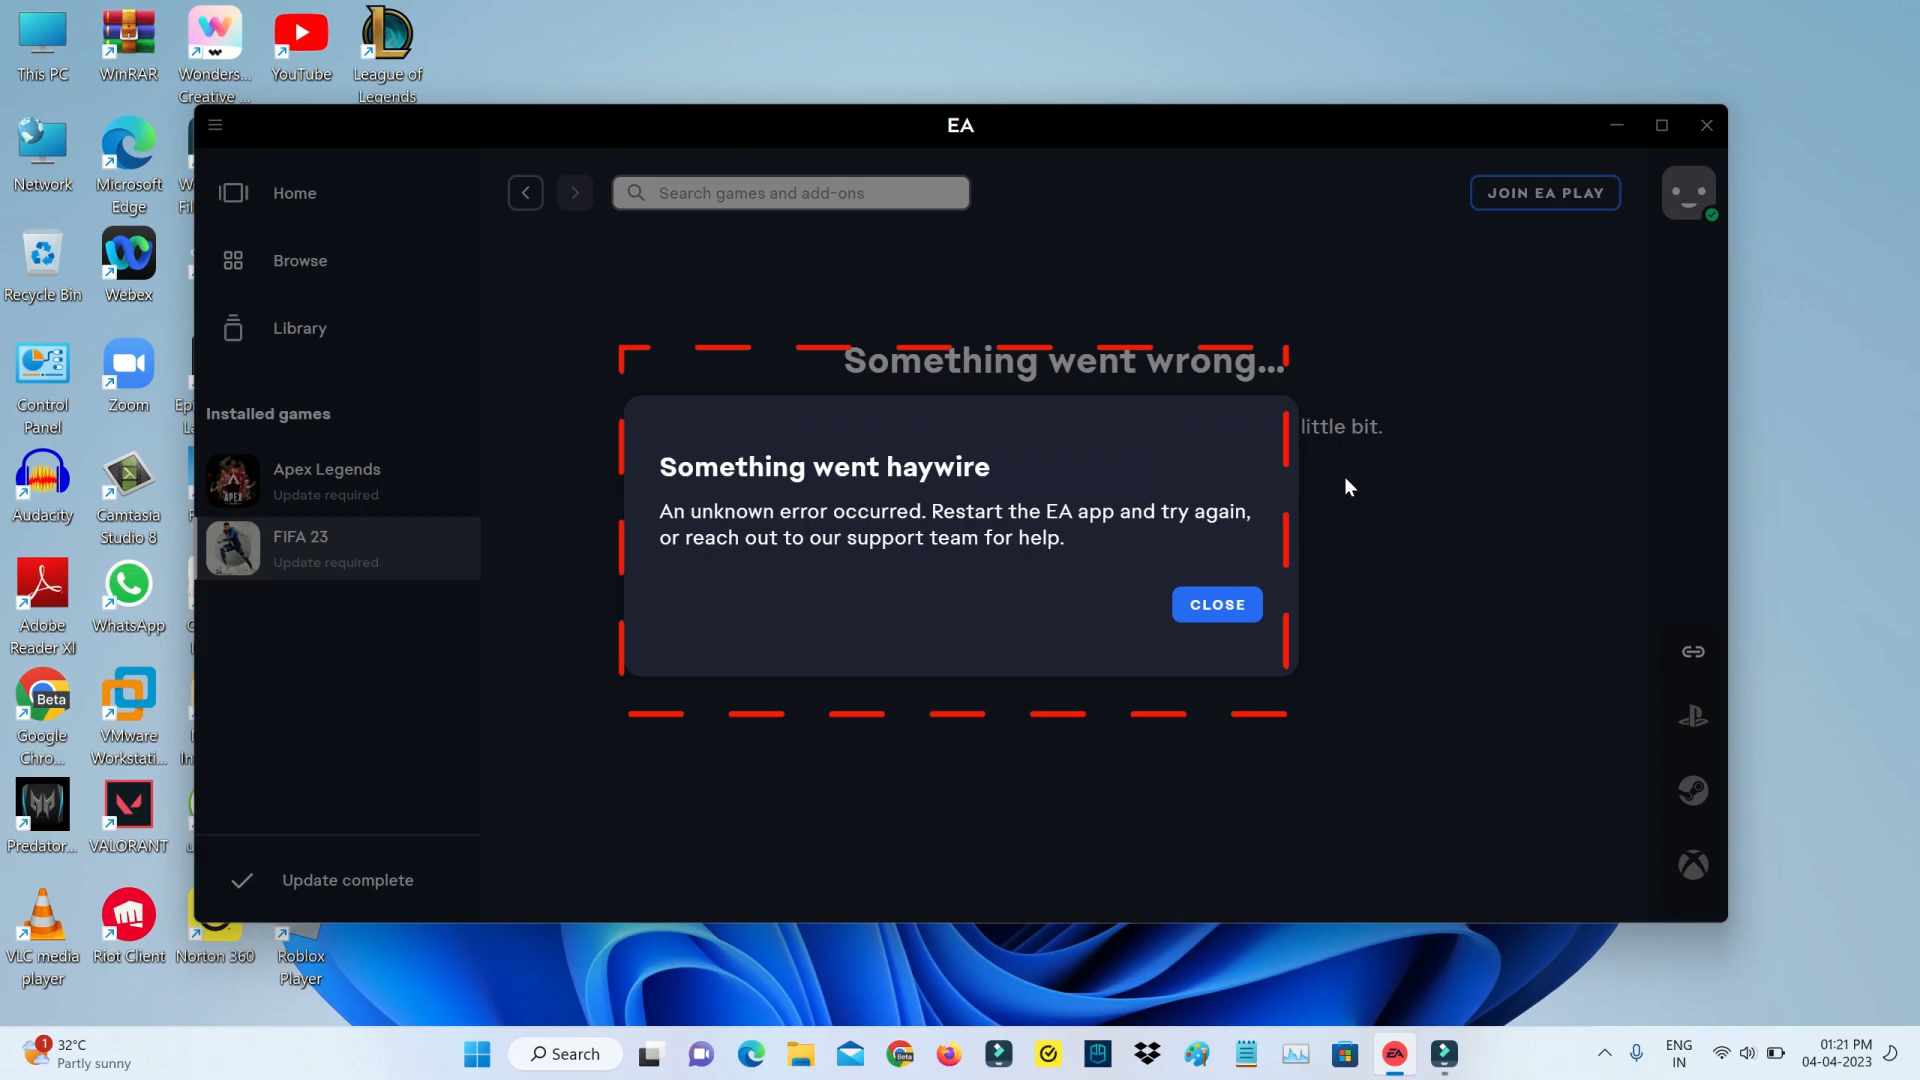 This PC
WinRAR
Wonders...
Creative ...
YouTube
League of
Legends
Network
Microsoft
Edge
Recycle Bin
Webex
Control
Panel
Zoom
Audacity
Camtasia
Studio 8
Adobe
Reader XI
WhatsApp
Beta
Google
Chro...
VMware
Workstati...
Predator...
VALORANT
VLC media
player
Riot Client
Norton 360
Roblox
Player
EA
Home
Browse
Library
Installed games
APEX
Apex Legends
Update required
FIFA 23
Update required
Update complete
Search games and add-ons
JOIN EA PLAY
Something went wrong...
little bit.
Something went haywire
An unknown error occurred. Restart the EA app and try again,
or reach out to our support team for help.
CLOSE
1
32°C
Partly sunny
Search
Beta
EA
ENG
IN
01:21 PM
04-04-2023